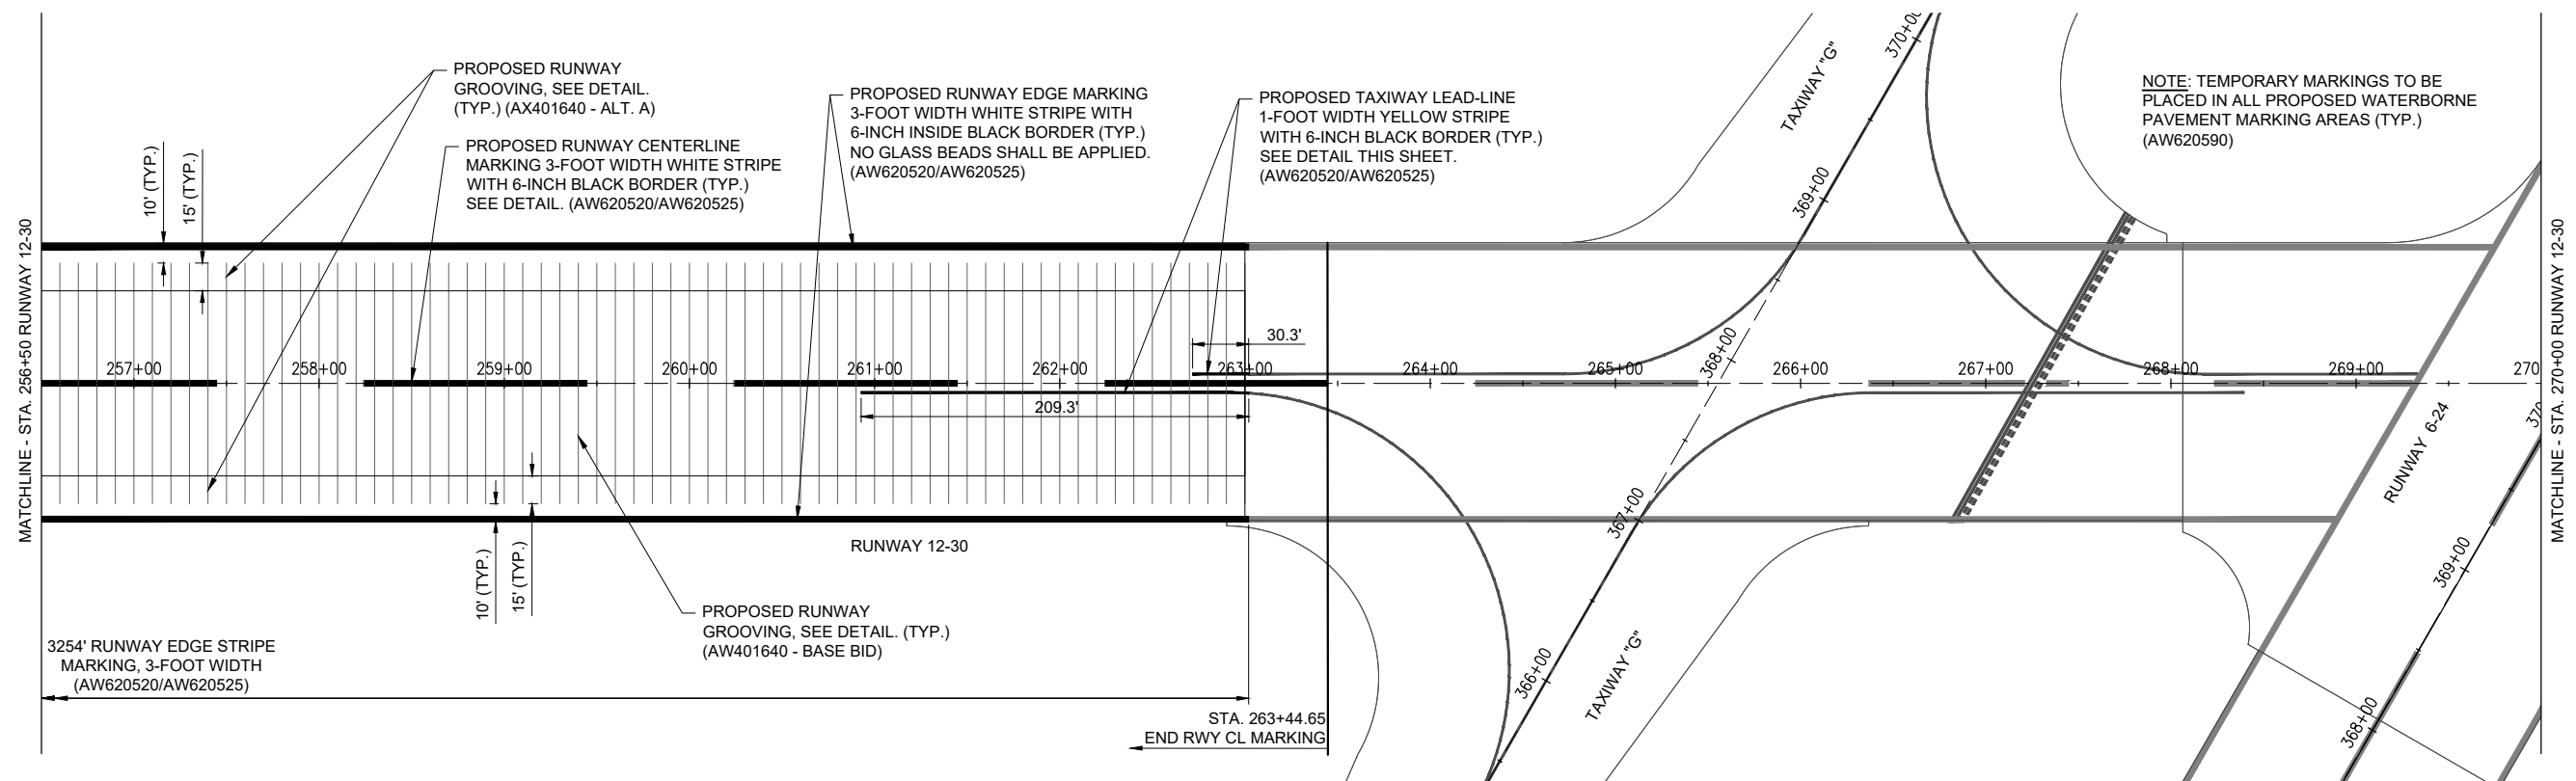 MATCHLINE - STA. 256+50 RUNWAY 12-30
10' (TYP.)
15' (TYP.)
PROPOSED RUNWAY
GROOVING, SEE DETAIL.
(TYP.) (AX401640 - ALT. A)
PROPOSED RUNWAY CENTERLINE
MARKING 3-FOOT WIDTH WHITE STRIPE
WITH 6-INCH BLACK BORDER (TYP.)
SEE DETAIL. (AW620520/AW620525)
PROPOSED RUNWAY EDGE MARKING
3-FOOT WIDTH WHITE STRIPE WITH
6-INCH INSIDE BLACK BORDER (TYP.)
NO GLASS BEADS SHALL BE APPLIED.
(AW620520/AW620525)
PROPOSED TAXIWAY LEAD-LINE
1-FOOT WIDTH YELLOW STRIPE
WITH 6-INCH BLACK BORDER (TYP.)
SEE DETAIL THIS SHEET.
(AW620520/AW620525)
TAXIWAY "G"
370+00
369+00
368+00
367+00
366+00
NOTE: TEMPORARY MARKINGS TO BE
PLACED IN ALL PROPOSED WATERBORNE
PAVEMENT MARKING AREAS (TYP.)
(AW620590)
30.3'
257+00
258+00
259+00
260+00
261+00
262+00
263+00
264+00
265+00
266+00
267+00
268+00
269+00
270
209.3'
RUNWAY 12-30
10' (TYP.)
15' (TYP.)
PROPOSED RUNWAY
GROOVING, SEE DETAIL. (TYP.)
(AW401640 - BASE BID)
3254' RUNWAY EDGE STRIPE
MARKING, 3-FOOT WIDTH
(AW620520/AW620525)
STA. 263+44.65
END RWY CL MARKING
TAXIWAY "G"
RUNWAY 6-24
370
369+00
368+00
MATCHLINE - STA. 270+00 RUNWAY 12-30